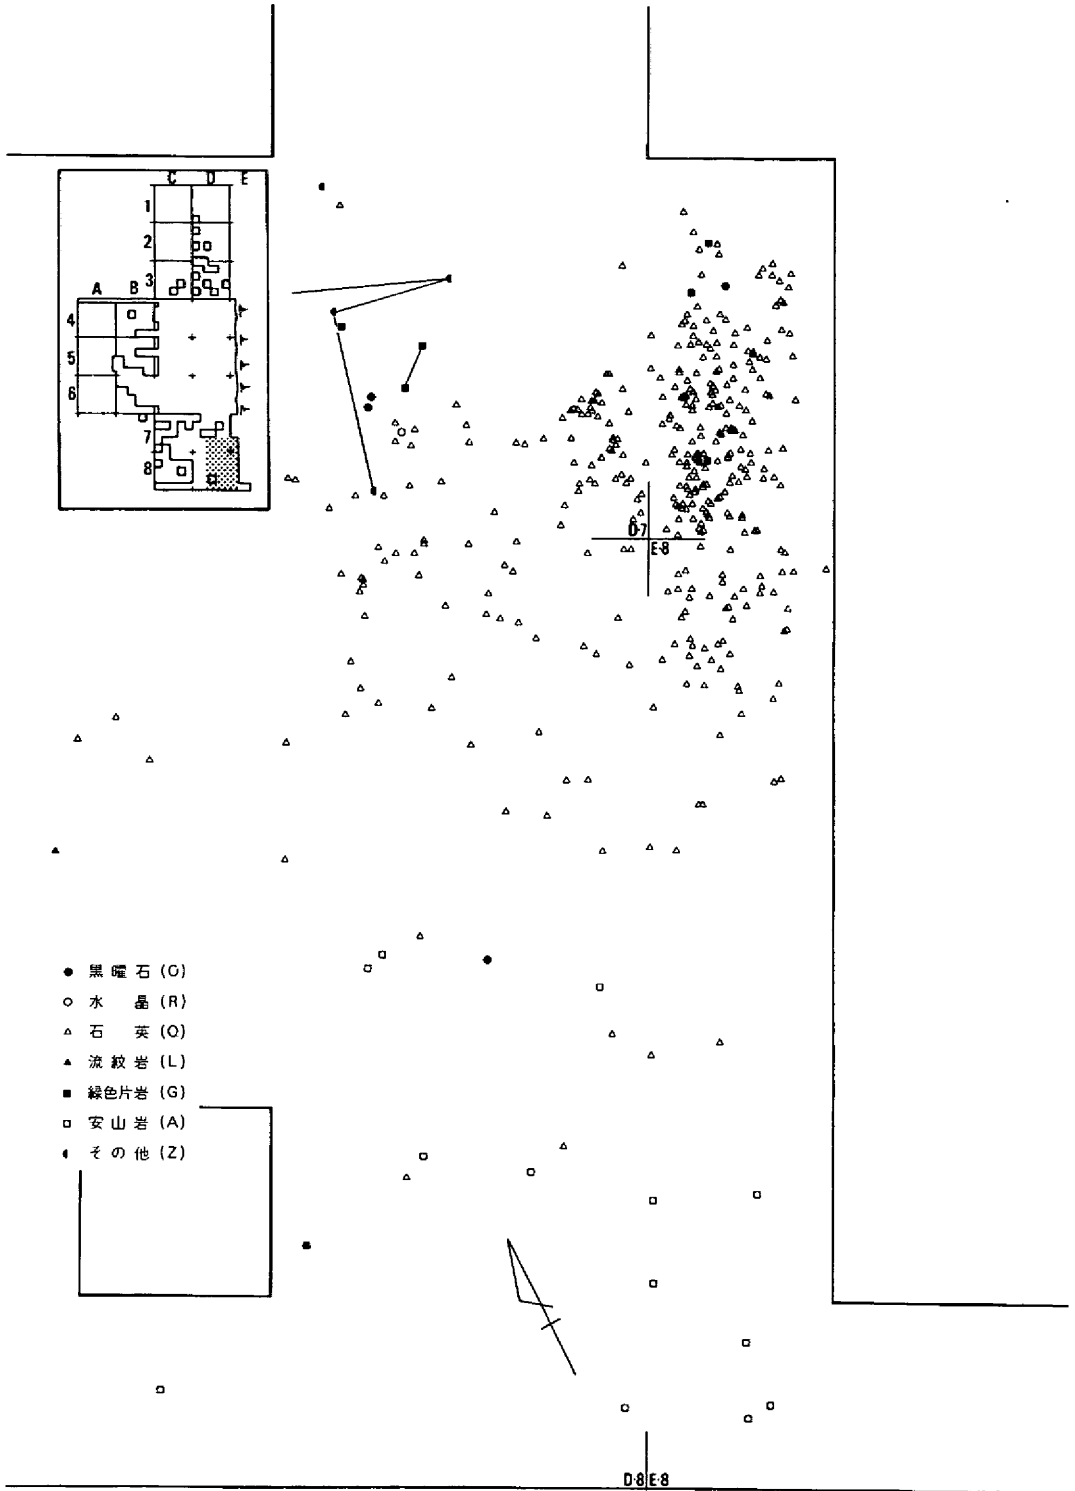 C D E
1
2
3
A B
4
5
6
7
8
D-7
E-8
● 黒曜石 (O)
○ 水晶 (R)
△ 石英 (Q)
▲ 流紋岩 (L)
■ 緑色片岩 (G)
□ 安山岩 (A)
その他 (Z)
D-8 E-8